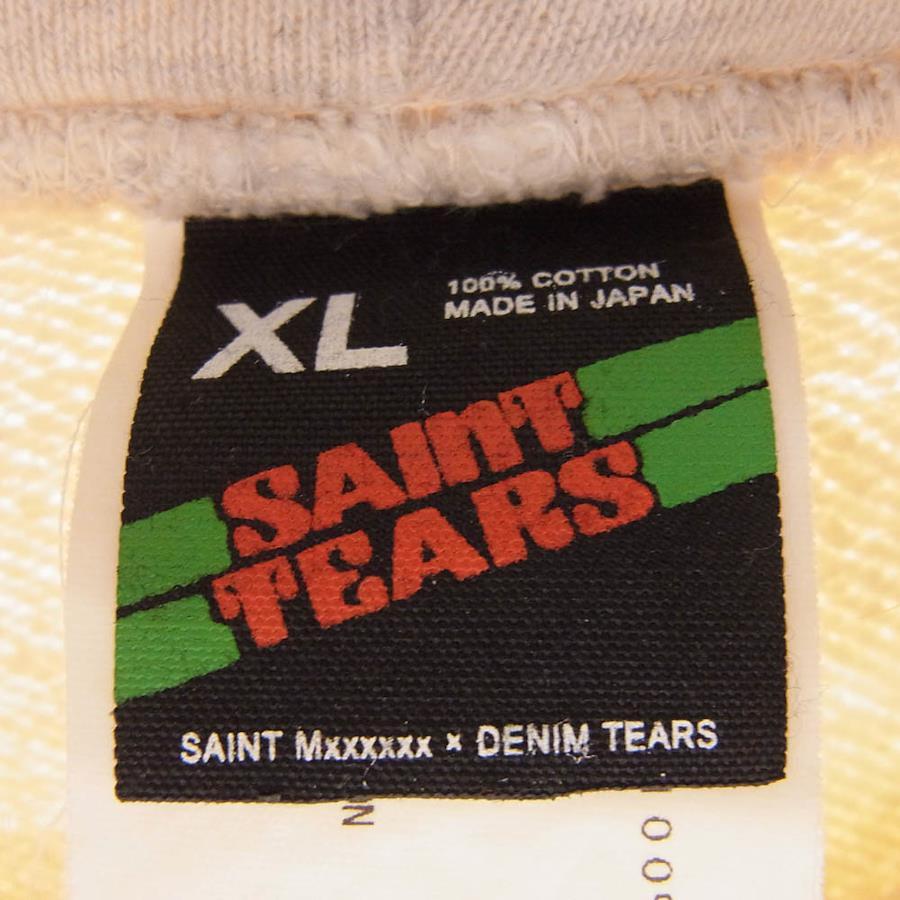 XL
100% COTTON
MADE IN JAPAN
SAINT
TEARS
SAINT Mxxxxxx × DENIM TEARS